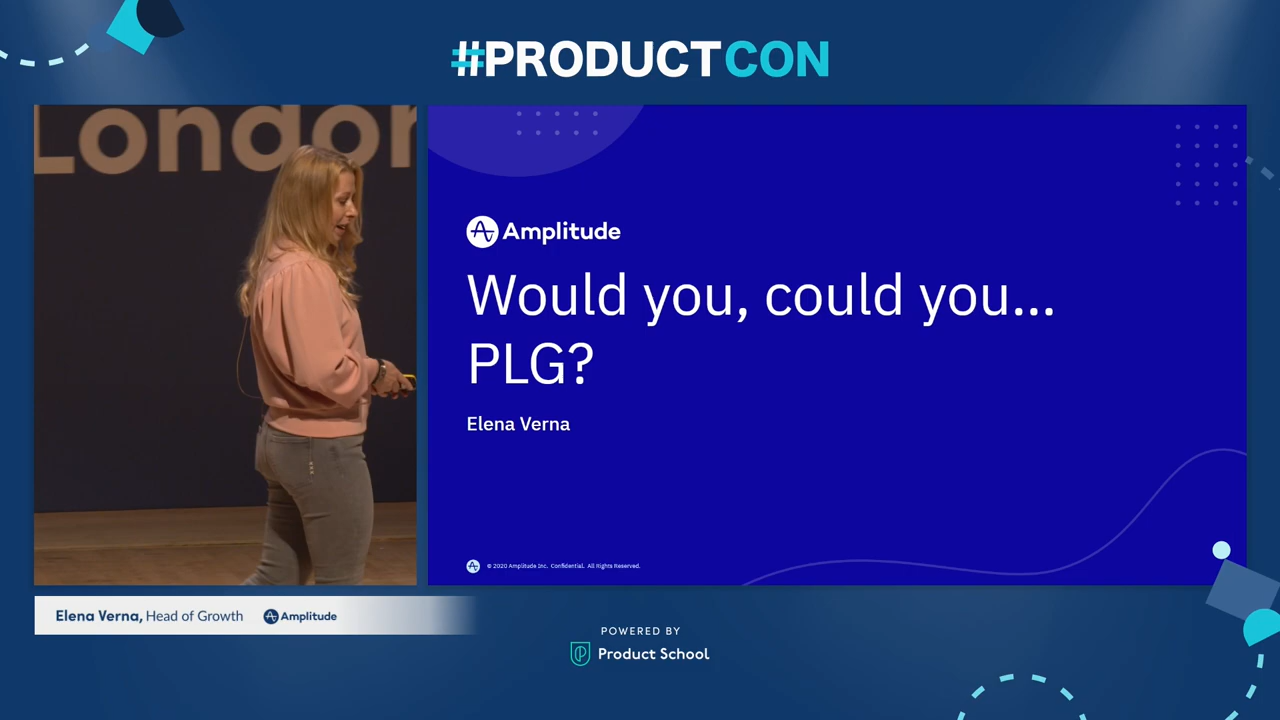 #PRODUCTCON
London
Amplitude
Would you, could you...
PLG?
Elena Verna
© 2020 Amplitude Inc. Confidential. All Rights Reserved.
Elena Verna, Head of Growth Amplitude
POWERED BY
Product School